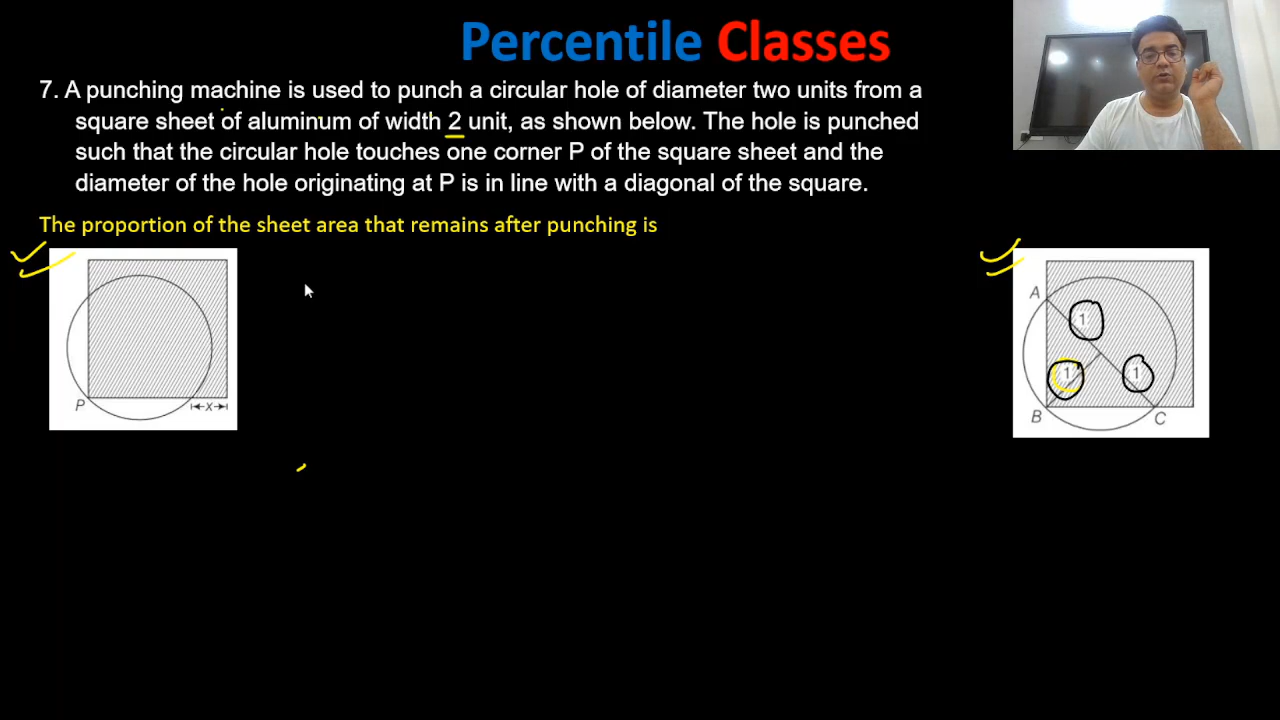 Percentile Classes
7. A punching machine is used to punch a circular hole of diameter two units from a
square sheet of aluminum of width 2 unit, as shown below. The hole is punched
such that the circular hole touches one corner P of the square sheet and the
diameter of the hole originating at P is in line with a diagonal of the square.
The proportion of the sheet area that remains after punching is
P
x
A
1
1
1
B
C